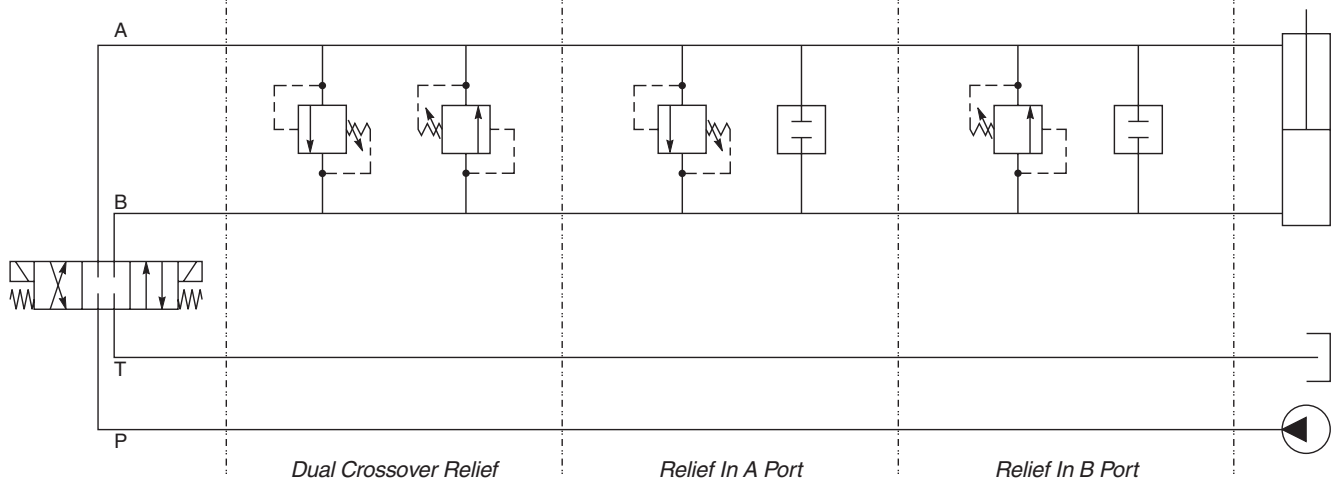 A
B
T
P
Dual Crossover Relief
Relief In A Port
Relief In B Port